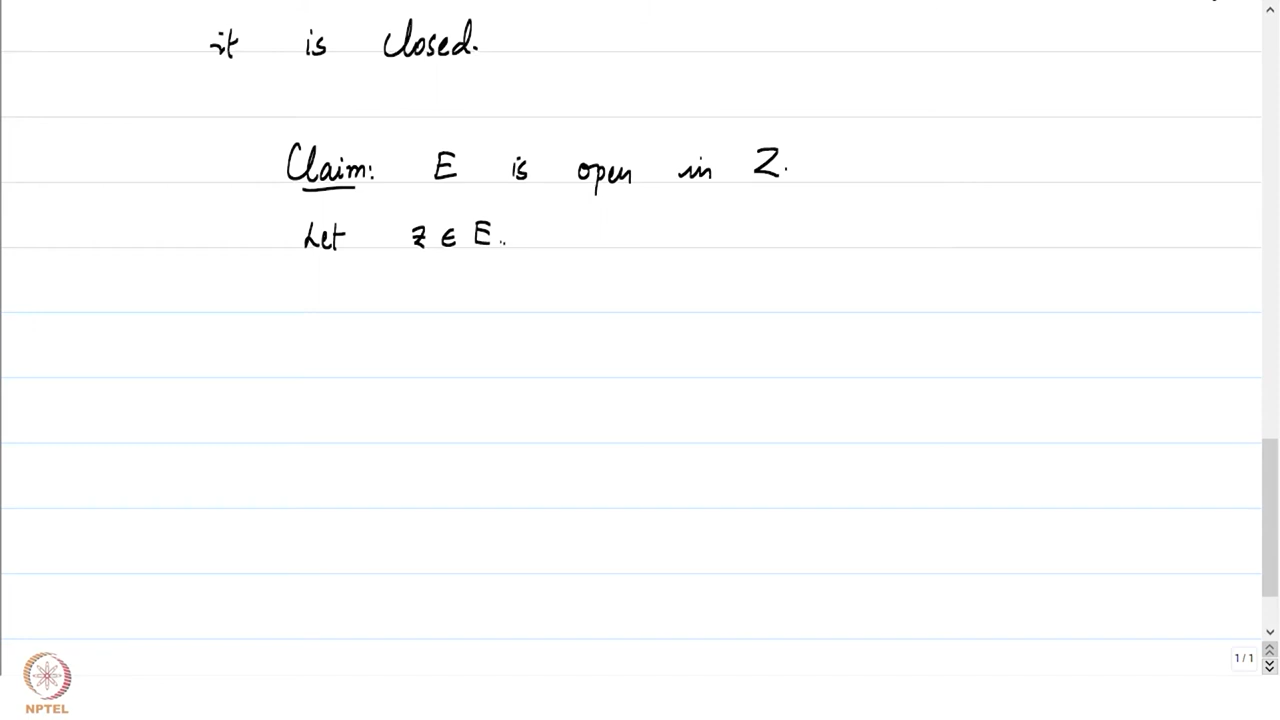 it is closed.
Claim: E is open in Z.
Let z ∈ E.
1 / 1
NPTEL